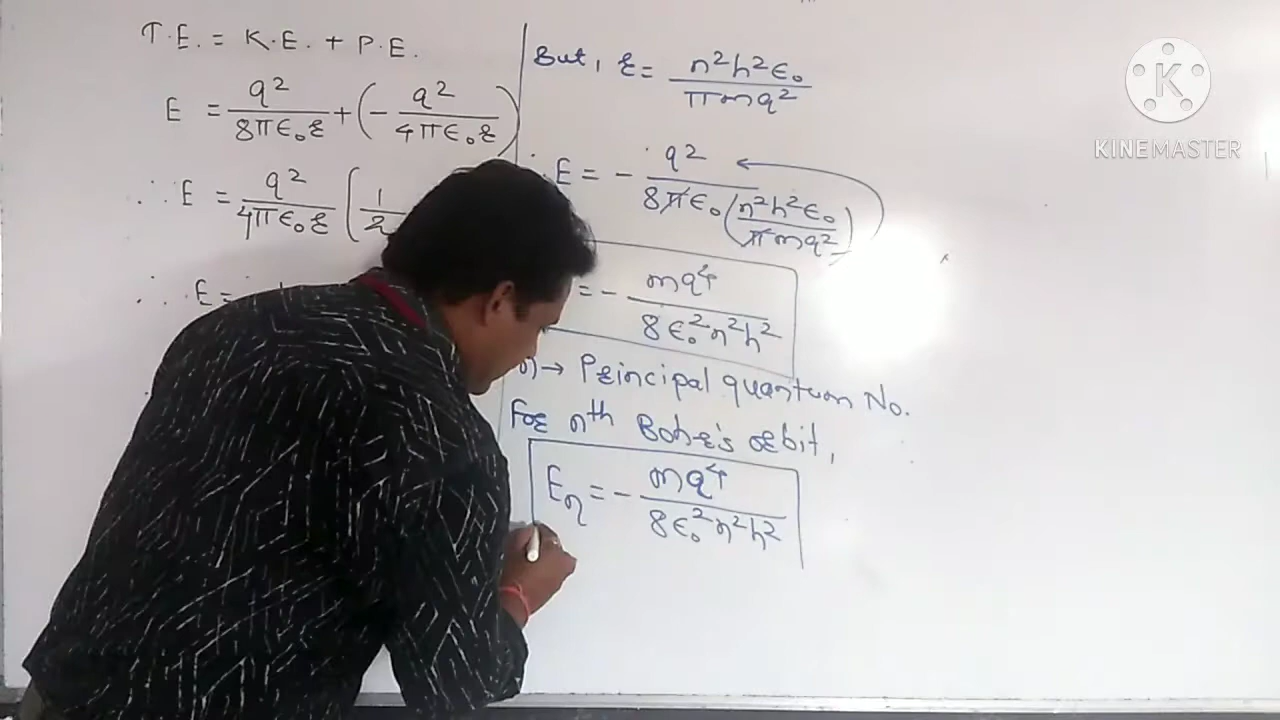 T.E. = K.E. + P.E.
E = q²/8πϵ₀r + (- q²/4πϵ₀r)
∴ E = q²/4πϵ₀r [1/2
∴ E =
But, r = n²h²ϵ₀/πmq²
∴ E = - q²/8πϵ₀(n²h²ϵ₀/πmq²)
= - mq⁴/8ϵ₀²n²h²
n → Principal quantum No.
For nth Bohr's orbit,
Eₙ = - mq⁴/8ϵ₀²n²h²
KINEMASTER